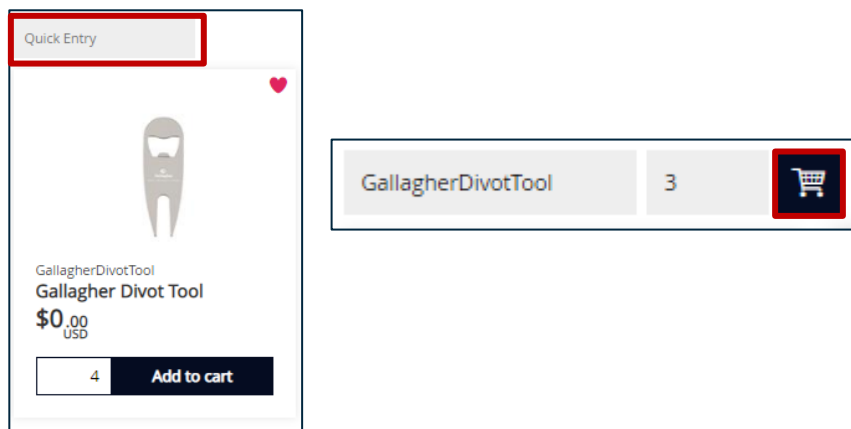 Quick Entry
GallagherDivotTool
Gallagher Divot Tool
$0.00
USD
4 Add to cart
GallagherDivotTool 3